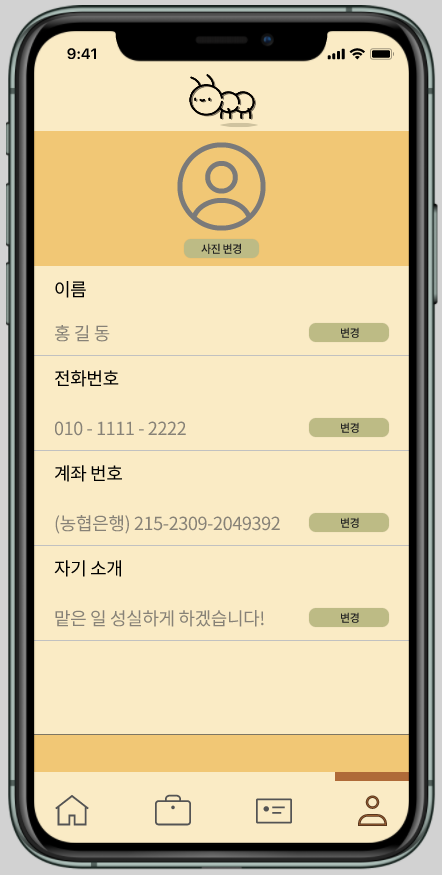 9:41
사진 변경
이름
홍 길 동
변경
전화번호
010 - 1111 - 2222
변경
계좌 번호
(농협은행) 215-2309-2049392
변경
자기 소개
맡은 일 성실하게 하겠습니다!
변경